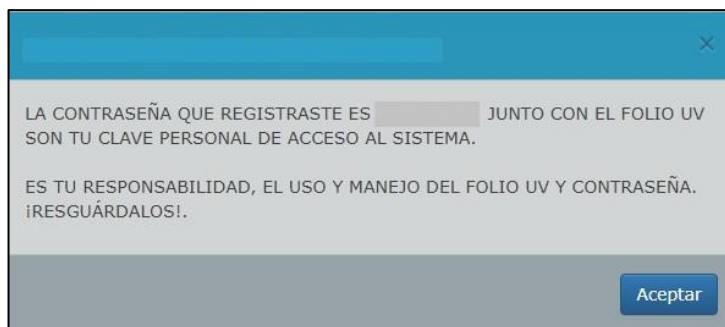 LA CONTRASEÑA QUE REGISTRASTE ES JUNTO CON EL FOLIO UV
SON TU CLAVE PERSONAL DE ACCESO AL SISTEMA.
ES TU RESPONSABILIDAD, EL USO Y MANEJO DEL FOLIO UV Y CONTRASEÑA.
¡RESGUÁRDALOS!.
Aceptar